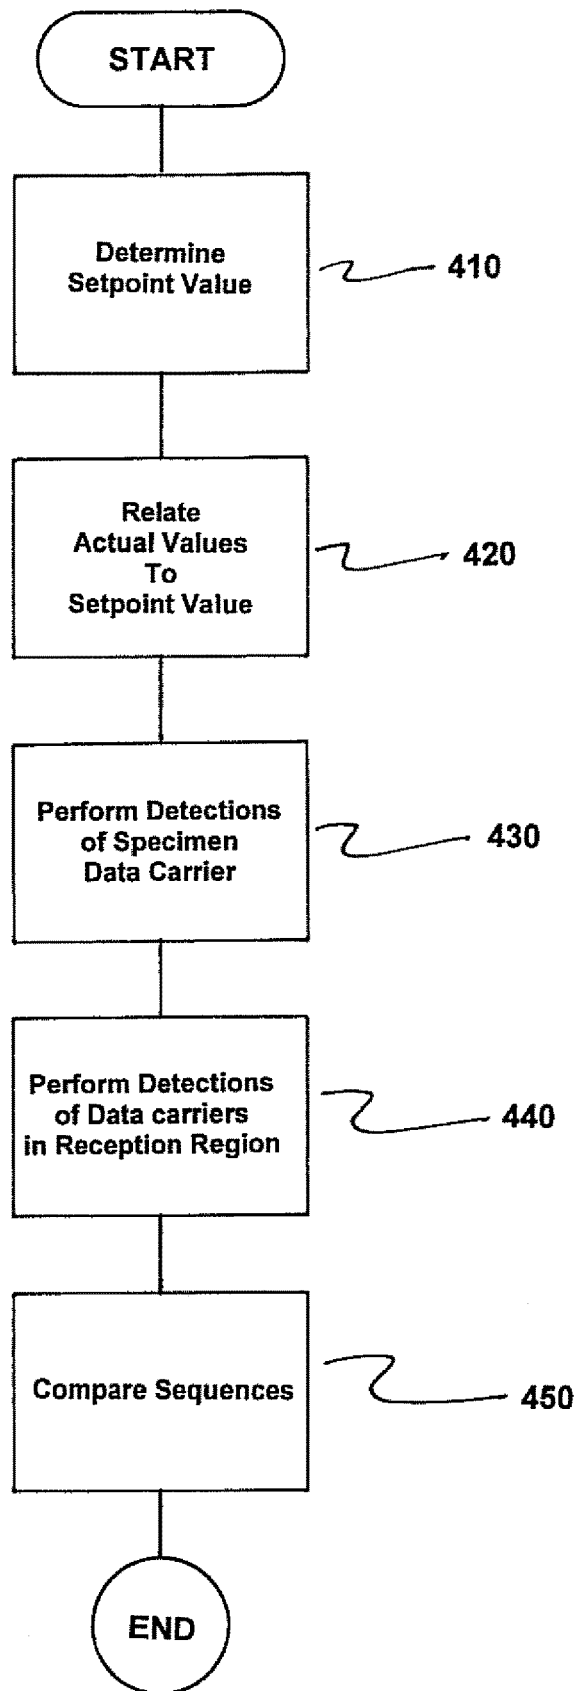 START
Determine
Setpoint Value
410
Relate
Actual Values
To
Setpoint Value
420
Perform Detections
of Specimen
Data Carrier
430
Perform Detections
of Data carriers
in Reception Region
440
Compare Sequences
450
END